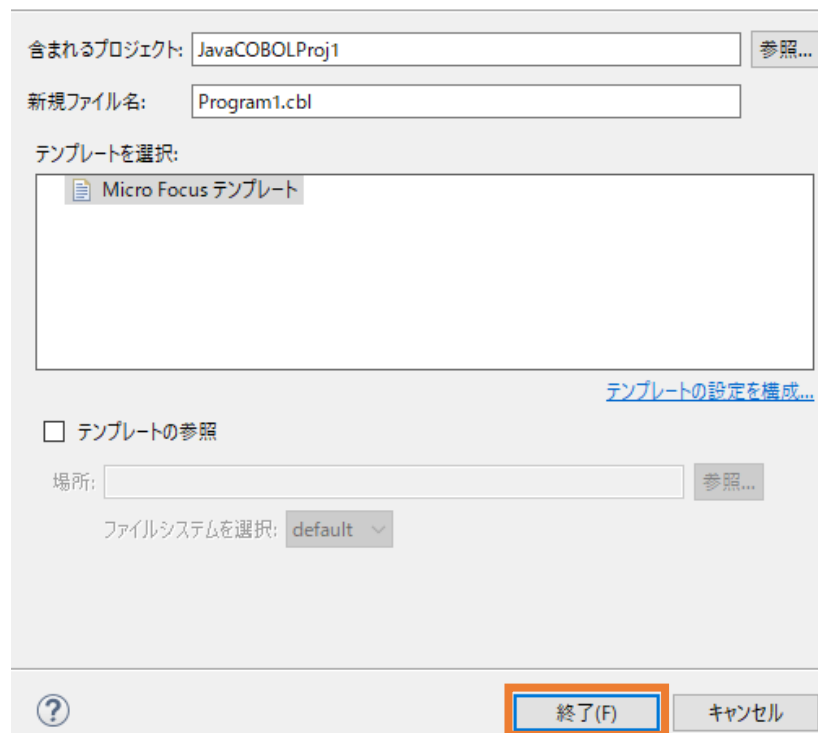 含まれるプロジェクト: JavaCOBOLProj1 参照...
新規ファイル名: Program1.cbl
テンプレートを選択:
Micro Focus テンプレート
テンプレートの設定を構成...
テンプレートの参照
場所: 参照...
ファイルシステムを選択: default
? 終了(F) キャンセル